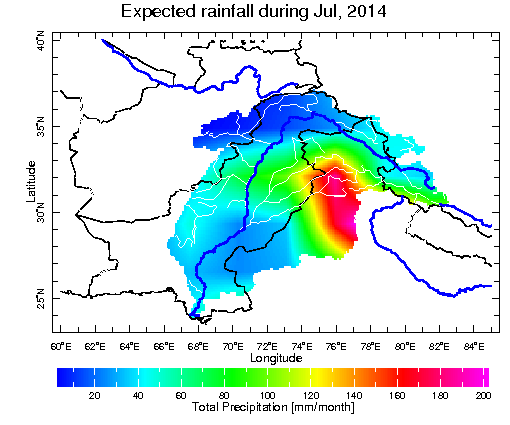 Expected rainfall during Jul, 2014
40°N
35°N
30°N
25°N
Latitude
60°E 62°E 64°E 66°E 68°E 70°E 72°E 74°E 76°E 78°E 80°E 82°E 84°E
Longitude
20 40 60 80 100 120 140 160 180 200
Total Precipitation [mm/month]